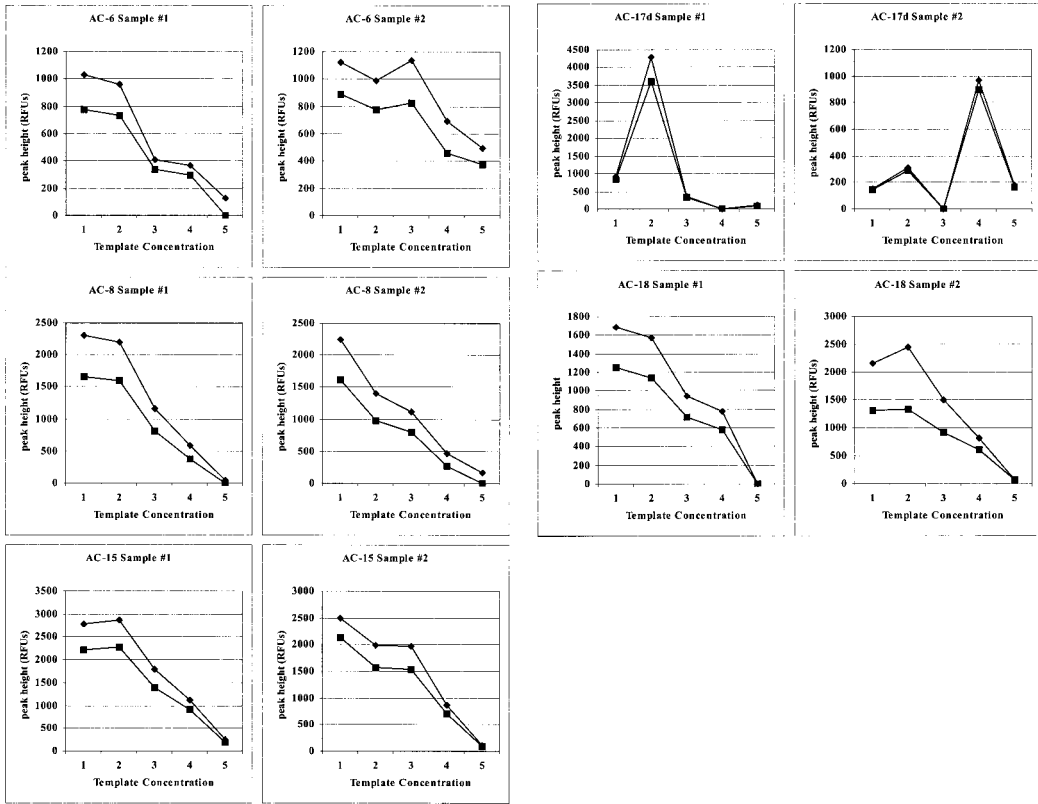 AC-6 Sample #1
peak height (RFUs)
1200
1000
800
600
400
200
0
1 2 3 4 5
Template Concentration
AC-6 Sample #2
peak height (RFUs)
1200
1000
800
600
400
200
0
1 2 3 4 5
Template Concentration
AC-17d Sample #1
peak height (RFUs)
4500
4000
3500
3000
2500
2000
1500
1000
500
0
1 2 3 4 5
Template Concentration
AC-17d Sample #2
peak height (RFUs)
1200
1000
800
600
400
200
0
1 2 3 4 5
Template Concentration
AC-8 Sample #1
peak height (RFUs)
2500
2000
1500
1000
500
0
1 2 3 4 5
Template Concentration
AC-8 Sample #2
peak height (RFUs)
2500
2000
1500
1000
500
0
1 2 3 4 5
Template Concentration
AC-18 Sample #1
peak height
1800
1600
1400
1200
1000
800
600
400
200
0
1 2 3 4 5
Template Concentration
AC-18 Sample #2
peak height (RFUs)
3000
2500
2000
1500
1000
500
0
1 2 3 4 5
Template Concentration
AC-15 Sample #1
peak height (RFUs)
3500
3000
2500
2000
1500
1000
500
0
1 2 3 4 5
Template Concentration
AC-15 Sample #2
peak height (RFUs)
3000
2500
2000
1500
1000
500
0
1 2 3 4 5
Template Concentration